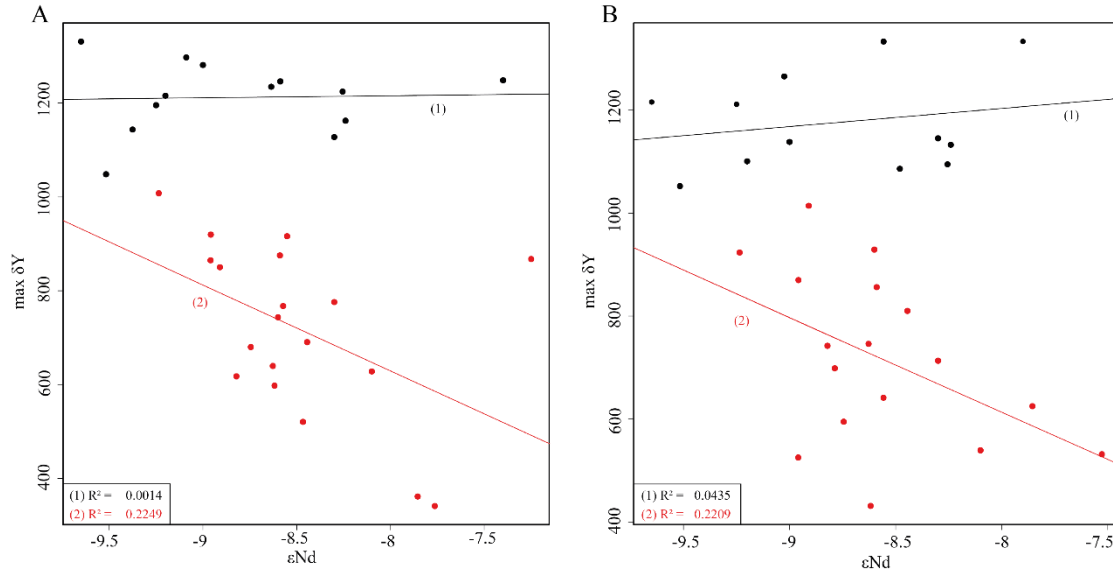 A
max δY
1200
1000
800
600
400
(1)
(2)
(1) R² = 0.0014
(2) R² = 0.2249
-9.5 -9 -8.5 -8 -7.5
εNd
B
max δY
1200
1000
800
600
400
(1)
(2)
(1) R² = 0.0435
(2) R² = 0.2209
-9.5 -9 -8.5 -8 -7.5
εNd